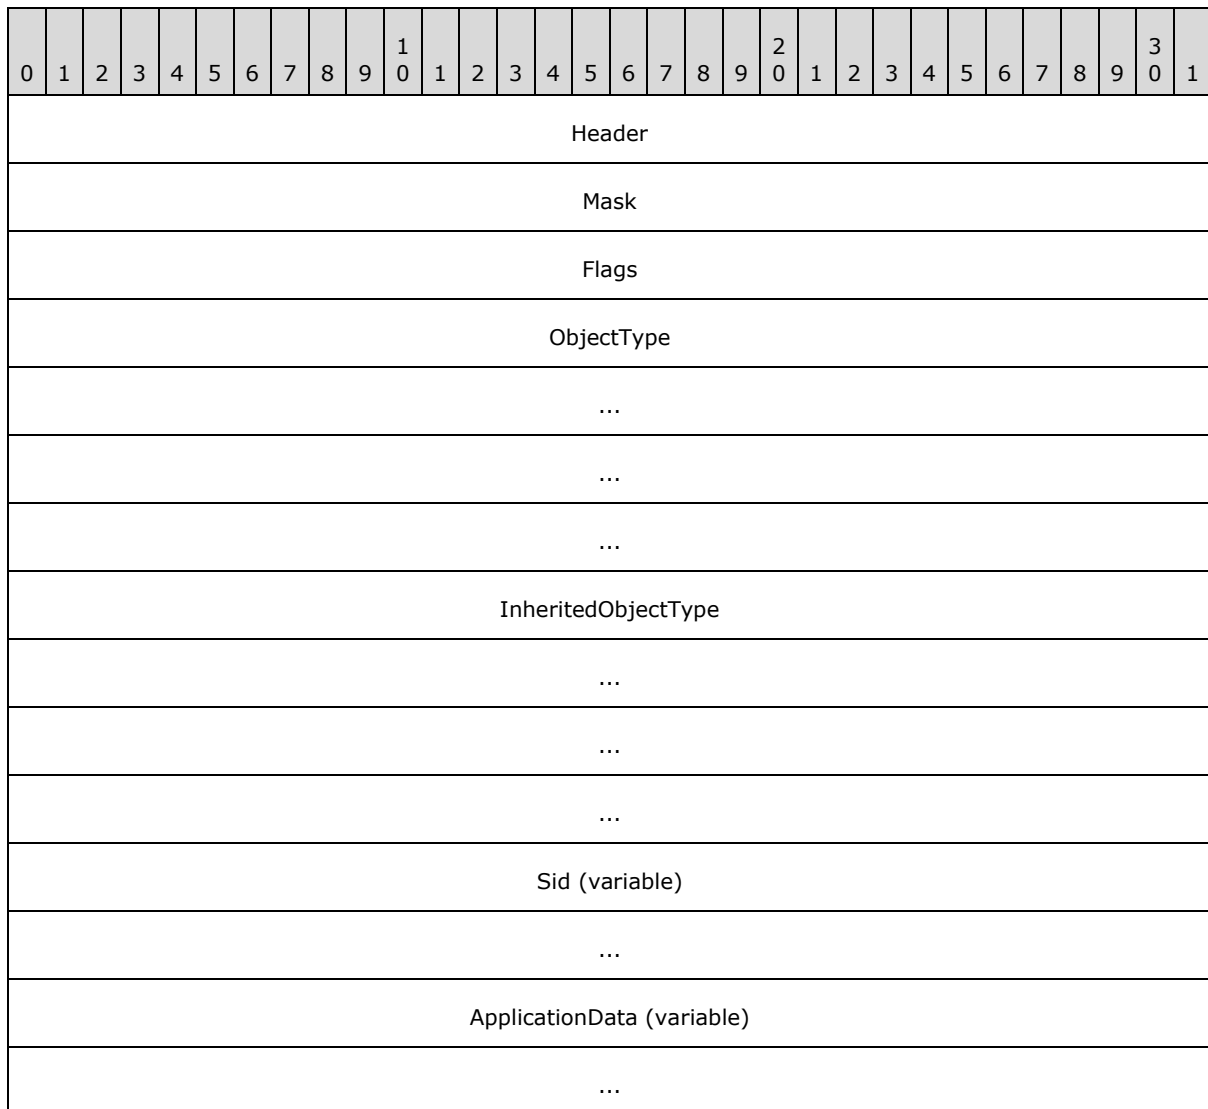 1 2 3
0 1 2 3 4 5 6 7 8 9 0 1 2 3 4 5 6 7 8 9 0 1 2 3 4 5 6 7 8 9 0 1
Header
Mask
Flags
ObjectType
...
...
...
InheritedObjectType
...
...
...
Sid (variable)
...
ApplicationData (variable)
...